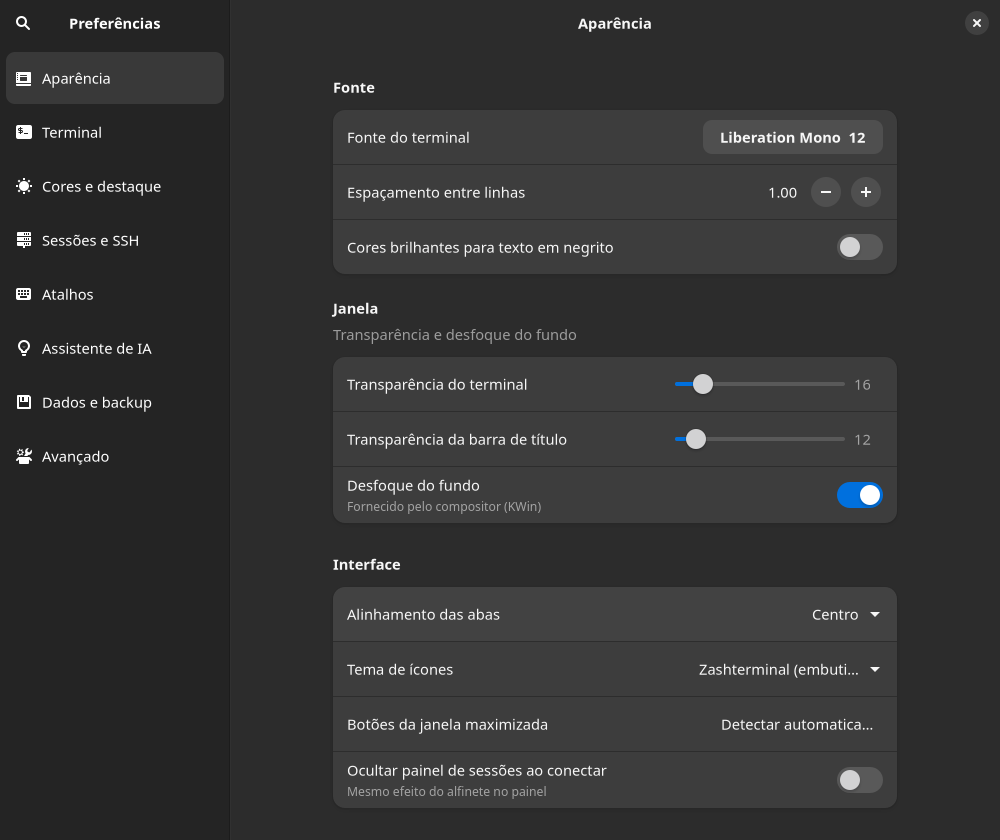 Preferências
Aparência
Terminal
Cores e destaque
Sessões e SSH
Atalhos
Assistente de IA
Dados e backup
Avançado
Aparência
Fonte
Fonte do terminal
Liberation Mono 12
Espaçamento entre linhas
1.00
Cores brilhantes para texto em negrito
Janela
Transparência e desfoque do fundo
Transparência do terminal
16
Transparência da barra de título
12
Desfoque do fundo
Fornecido pelo compositor (KWin)
Interface
Alinhamento das abas
Centro
Tema de ícones
Zashterminal (embuti...
Botões da janela maximizada
Detectar automatica...
Ocultar painel de sessões ao conectar
Mesmo efeito do alfinete no painel